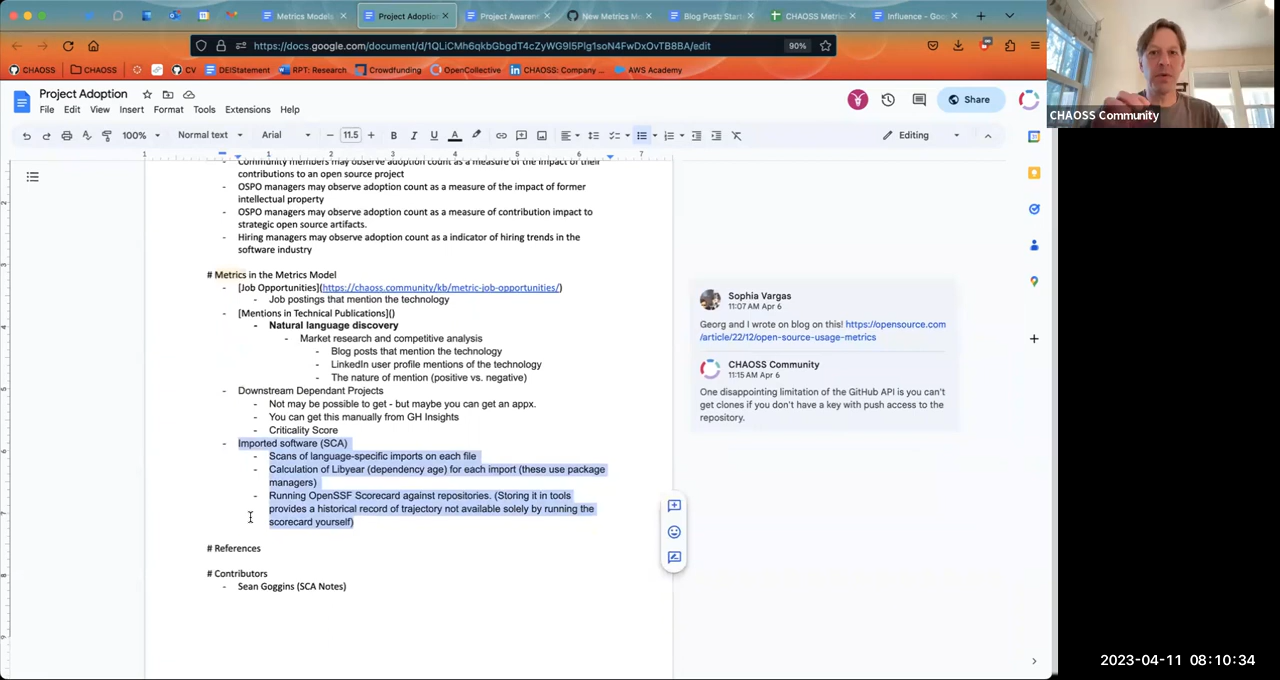 Metrics Models
Project Adoption
Project Awaren
New Metrics Mo
Blog Post: Start
CHAOSS Metric
Influence - Goo
https://docs.google.com/document/d/1QLiCMh6qkbGbgdT4cZyWG9I5Plg1soN4FwDxOvTB8BA/edit
90%
CHAOSS
CHAOSS
CV
DEIStatement
RPT: Research
Crowdfunding
OpenCollective
CHAOSS: Company ...
AWS Academy
Project Adoption
File Edit View Insert Format Tools Extensions Help
Share
100%
Normal text
Arial
11.5
Editing
1 1 2 3 4 5 6 7
Community members may observe adoption count as a measure of the impact of their
contributions to an open source project
- OSPO managers may observe adoption count as a measure of the impact of former
intellectual property
- OSPO managers may observe adoption count as a measure of contribution impact to
strategic open source artifacts.
- Hiring managers may observe adoption count as a indicator of hiring trends in the
software industry
# Metrics in the Metrics Model
- [Job Opportunities](https://chaoss.community/kb/metric-job-opportunities/)
- Job postings that mention the technology
- [Mentions in Technical Publications]()
- Natural language discovery
- Market research and competitive analysis
- Blog posts that mention the technology
- LinkedIn user profile mentions of the technology
- The nature of mention (positive vs. negative)
- Downstream Dependant Projects
- Not may be possible to get - but maybe you can get an appx.
- You can get this manually from GH Insights
- Criticality Score
- Imported software (SCA)
- Scans of language-specific imports on each file
- Calculation of Libyear (dependency age) for each import (these use package
managers)
- Running OpenSSF Scorecard against repositories. (Storing it in tools
provides a historical record of trajectory not available solely by running the
scorecard yourself)
# References
# Contributors
- Sean Goggins (SCA Notes)
Sophia Vargas
11:07 AM Apr 6
Georg and I wrote on blog on this! https://opensource.com
/article/22/12/open-source-usage-metrics
CHAOSS Community
11:15 AM Apr 6
One disappointing limitation of the GitHub API is you can't
get clones if you don't have a key with push access to the
repository.
CHAOSS Community
2023-04-11 08:10:34